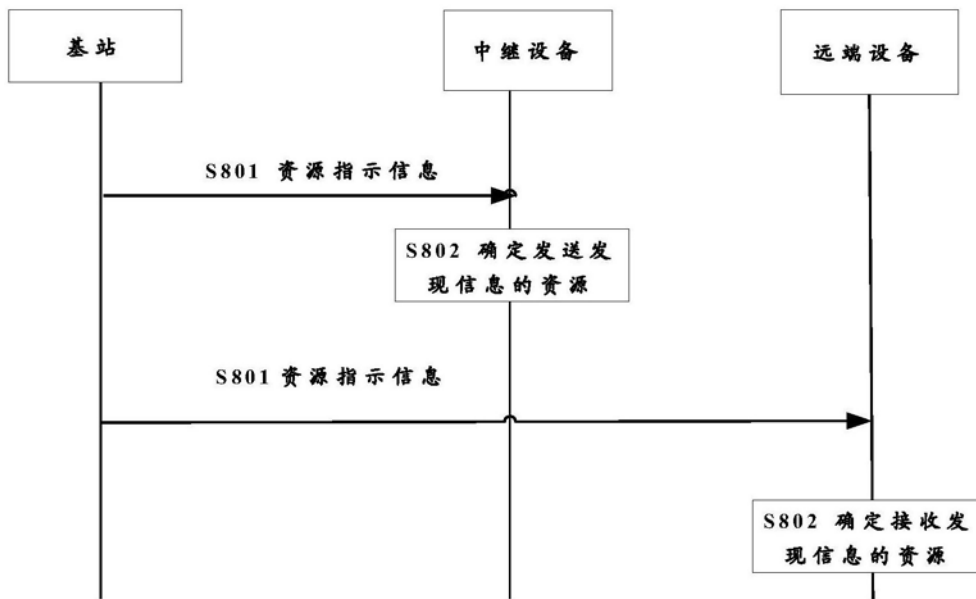 基站
中继设备
远端设备
S801 资源指示信息
S802 确定发送发
现信息的资源
S801 资源指示信息
S802 确定接收发
现信息的资源